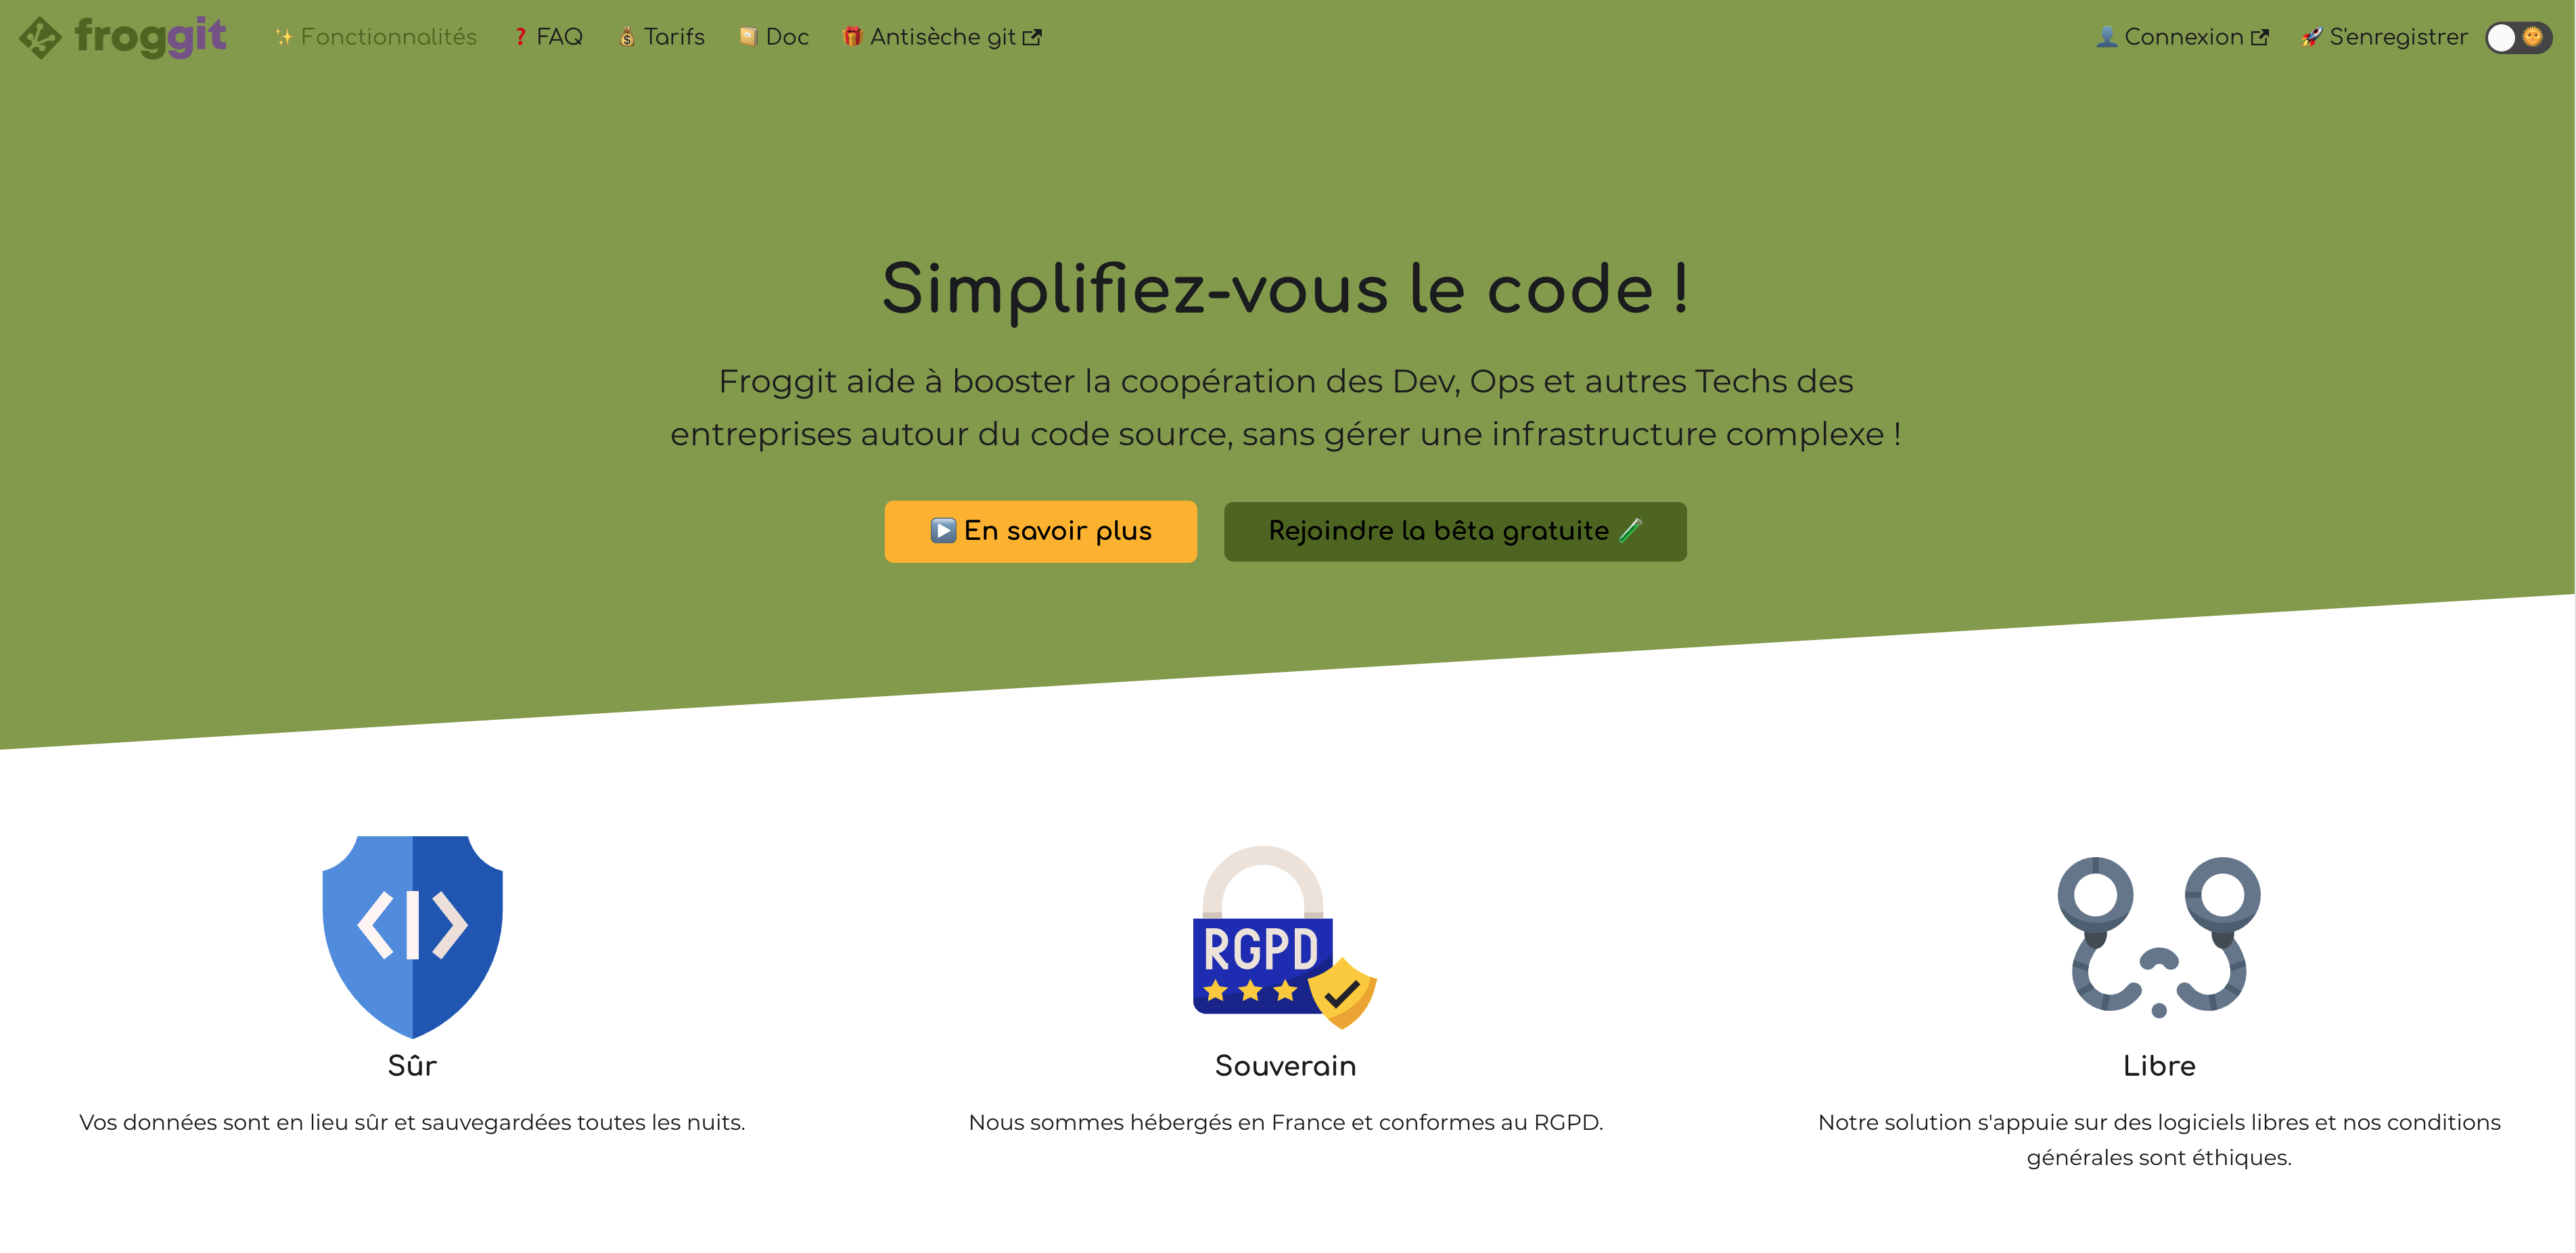 froggit
✨ Fonctionnalités
❓ FAQ
💰 Tarifs
Doc
🎁 Antisèche git
👤 Connexion
🚀 S'enregistrer
Simplifiez-vous le code !
Froggit aide à booster la coopération des Dev, Ops et autres Techs des
entreprises autour du code source, sans gérer une infrastructure complexe !
▶️ En savoir plus
Rejoindre la bêta gratuite 🧪
RGPD
Sûr
Vos données sont en lieu sûr et sauvegardées toutes les nuits.
Souverain
Nous sommes hébergés en France et conformes au RGPD.
Libre
Notre solution s'appuie sur des logiciels libres et nos conditions
générales sont éthiques.